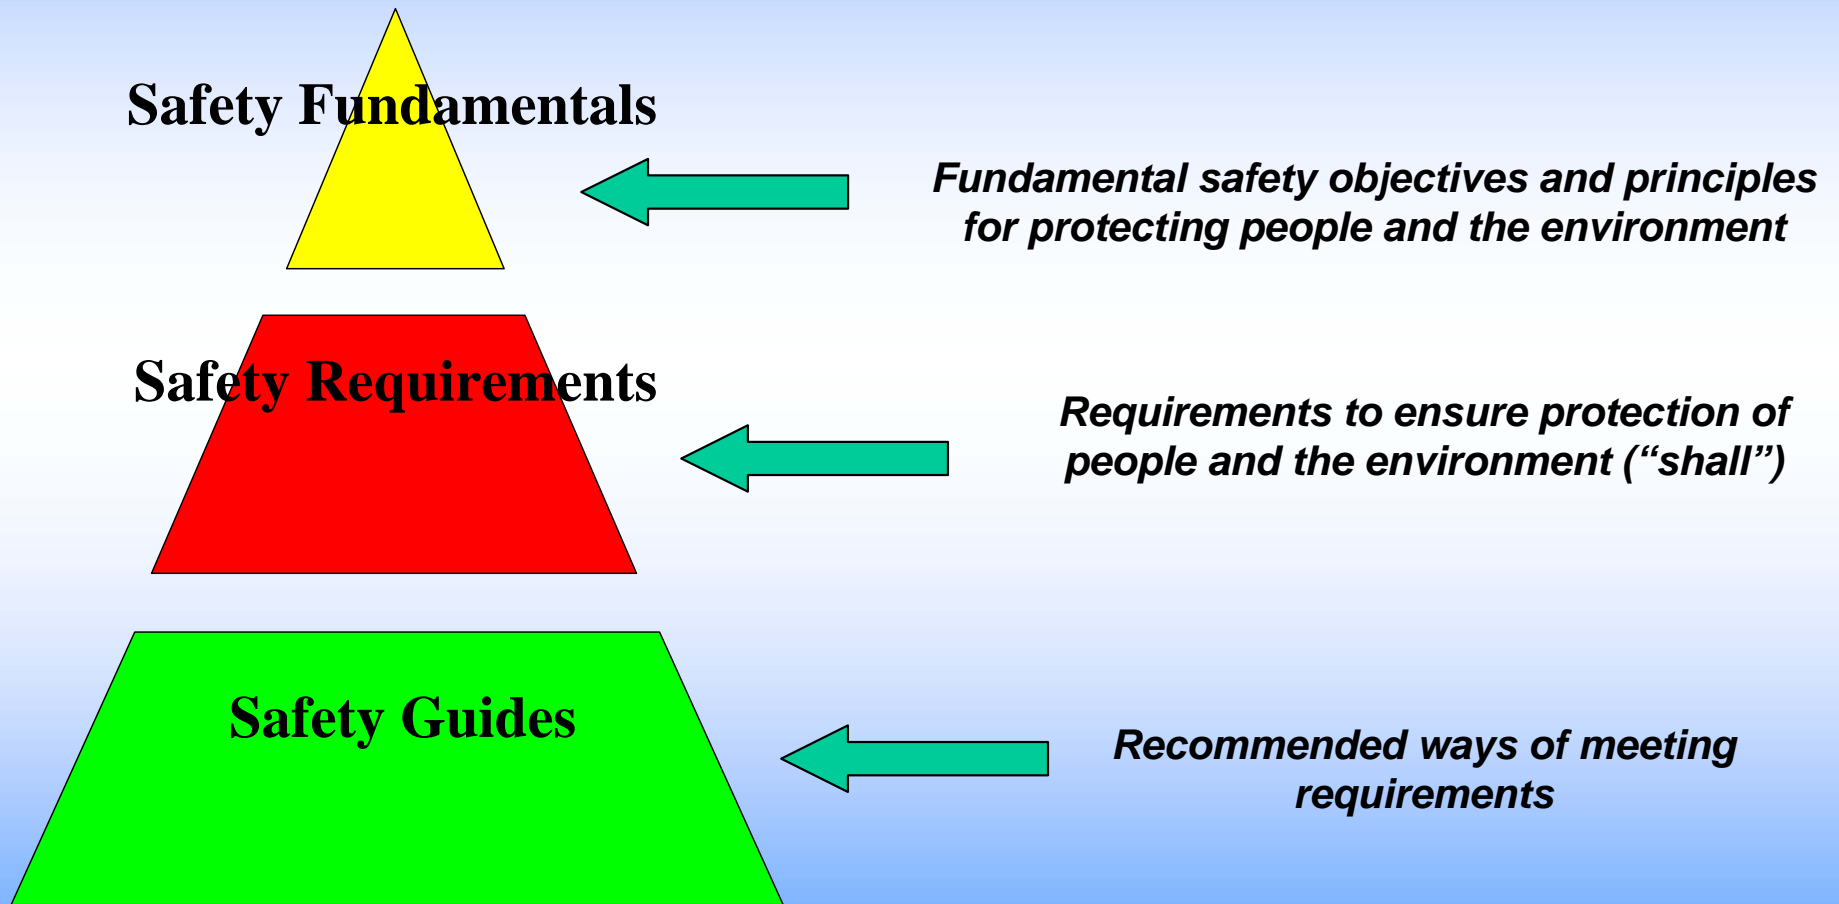 Safety Fundamentals
Fundamental safety objectives and principles
for protecting people and the environment
Safety Requirements
Requirements to ensure protection of
people and the environment (“shall”)
Safety Guides
Recommended ways of meeting
requirements